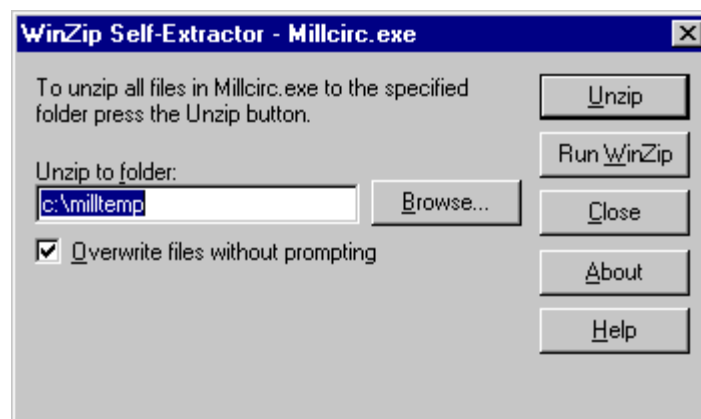 WinZip Self-Extractor - Millcirc.exe
To unzip all files in Millcirc.exe to the specified
folder press the Unzip button.
Unzip to folder:
c:\milltemp
Browse...
Overwrite files without prompting
Unzip
Run WinZip
Close
About
Help